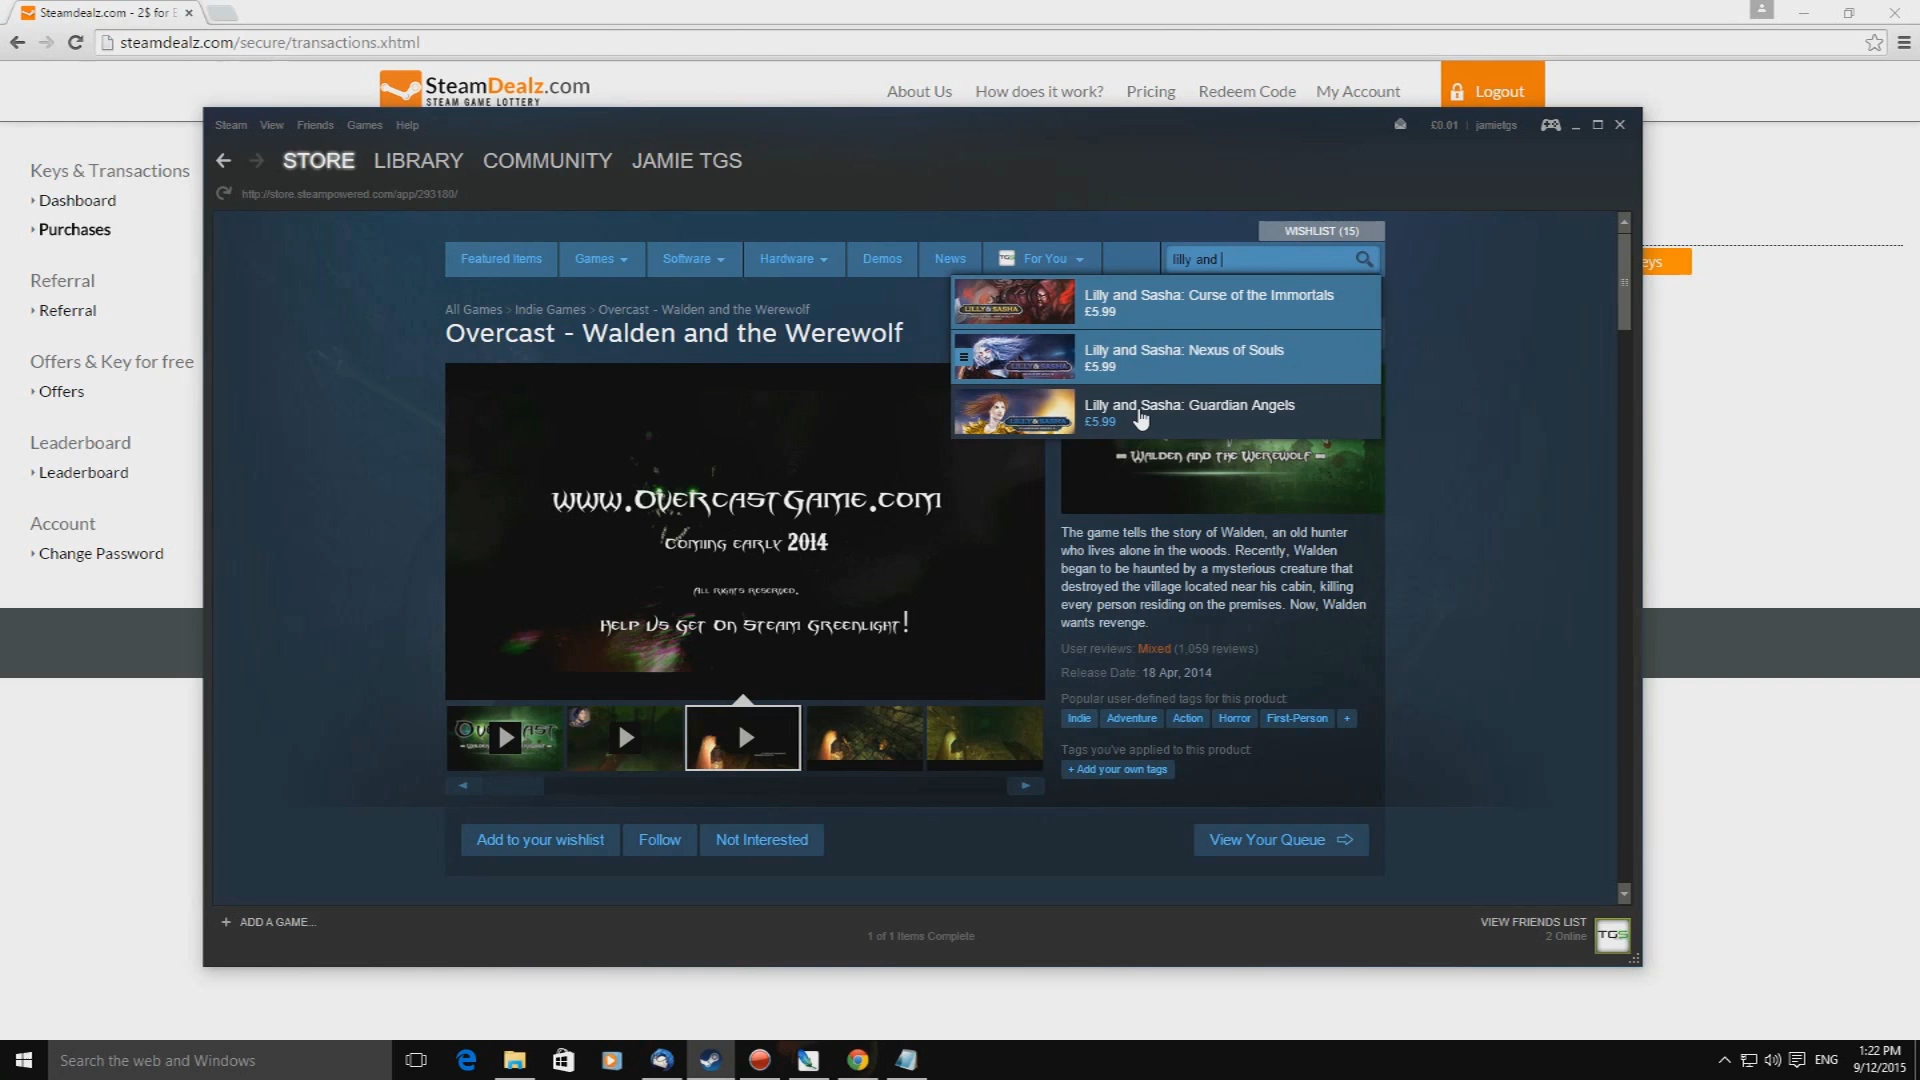 Steamdealz.com - 2$ for E
steamdealz.com/secure/transactions.xhtml
SteamDealz.com
STEAM GAME LOTTERY
About Us
How does it work?
Pricing
Redeem Code
My Account
Logout
Keys & Transactions
Dashboard
Purchases
Referral
Referral
Offers & Key for free
Offers
Leaderboard
Leaderboard
Account
Change Password
eys
Steam View Friends Games Help
£0.01 | jamietgs
STORE LIBRARY COMMUNITY JAMIE TGS
http://store.steampowered.com/app/293180/
WISHLIST (15)
Featured Items
Games
Software
Hardware
Demos
News
TGS
For You
lilly and
LILLY & SASHA
Lilly and Sasha: Curse of the Immortals
£5.99
LILLY & SASHA
Lilly and Sasha: Nexus of Souls
£5.99
LILLY & SASHA
Lilly and Sasha: Guardian Angels
£5.99
All Games > Indie Games > Overcast - Walden and the Werewolf
Overcast - Walden and the Werewolf
www.OvercastGame.com
Coming early 2014
All rights reserved.
Help Us Get On Steam Greenlight!
- Walden and the Werewolf -
The game tells the story of Walden, an old hunter
who lives alone in the woods. Recently, Walden
began to be haunted by a mysterious creature that
destroyed the village located near his cabin, killing
every person residing on the premises. Now, Walden
wants revenge.
User reviews: Mixed (1,059 reviews)
Release Date: 18 Apr, 2014
Popular user-defined tags for this product:
Indie Adventure Action Horror First-Person +
Tags you've applied to this product:
+ Add your own tags
Add to your wishlist
Follow
Not Interested
View Your Queue
+ ADD A GAME...
1 of 1 Items Complete
VIEW FRIENDS LIST
2 Online
TGS
Search the web and Windows
ENG
1:22 PM
9/12/2015